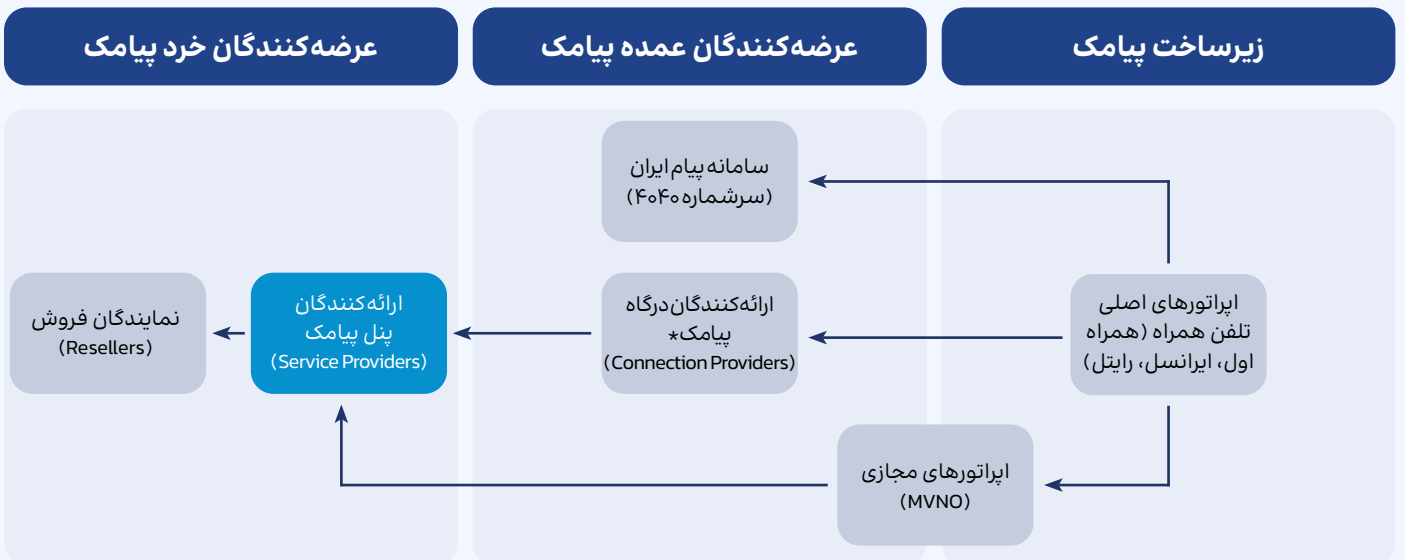 زیرساخت پیامک
عرضه‌کنندگان عمده پیامک
عرضه‌کنندگان خرد پیامک
سامانه پیام ایران
(سرشماره ۴۰۴۰)
اپراتورهای اصلی
تلفن همراه (همراه
اول، ایرانسل، رایتل)
ارائه‌کنندگان درگاه
پیامک*
(Connection Providers)
ارائه‌کنندگان
پنل پیامک
(Service Providers)
نمایندگان فروش
(Resellers)
اپراتورهای مجازی
(MVNO)